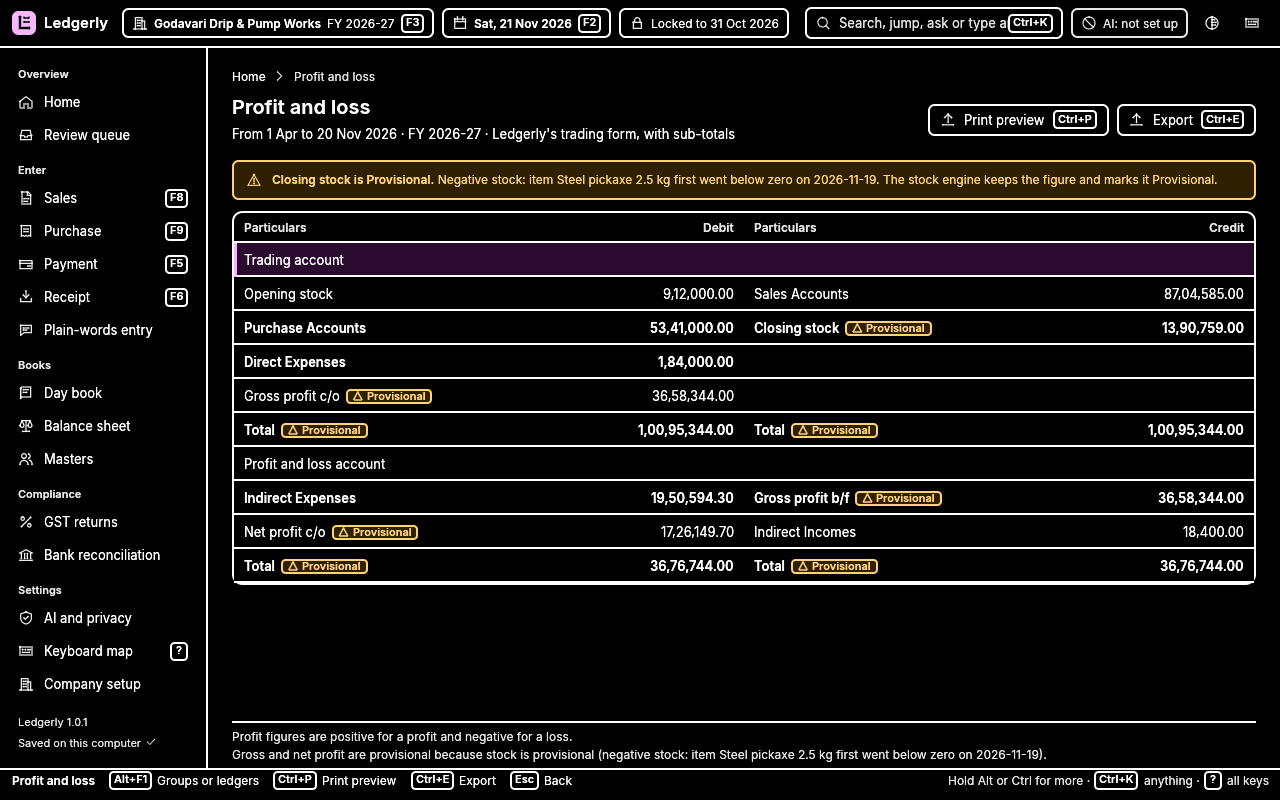 Ledgerly
Godavari Drip & Pump Works FY 2026-27 F3
Sat, 21 Nov 2026 F2
Locked to 31 Oct 2026
Search, jump, ask or type a Ctrl+K
AI: not set up
Overview
Home
Review queue
Enter
Sales F8
Purchase F9
Payment F5
Receipt F6
Plain-words entry
Books
Day book
Balance sheet
Masters
Compliance
GST returns
Bank reconciliation
Settings
AI and privacy
Keyboard map ?
Company setup
Ledgerly 1.0.1
Saved on this computer
Home > Profit and loss
Profit and loss
From 1 Apr to 20 Nov 2026 · FY 2026-27 · Ledgerly's trading form, with sub-totals
Print preview Ctrl+P
Export Ctrl+E
Closing stock is Provisional. Negative stock: item Steel pickaxe 2.5 kg first went below zero on 2026-11-19. The stock engine keeps the figure and marks it Provisional.
Particulars Debit Particulars Credit
Trading account
Opening stock 9,12,000.00 Sales Accounts 87,04,585.00
Purchase Accounts 53,41,000.00 Closing stock Provisional 13,90,759.00
Direct Expenses 1,84,000.00
Gross profit c/o Provisional 36,58,344.00
Total Provisional 1,00,95,344.00 Total Provisional 1,00,95,344.00
Profit and loss account
Indirect Expenses 19,50,594.30 Gross profit b/f Provisional 36,58,344.00
Net profit c/o Provisional 17,26,149.70 Indirect Incomes 18,400.00
Total Provisional 36,76,744.00 Total Provisional 36,76,744.00
Profit figures are positive for a profit and negative for a loss.
Gross and net profit are provisional because stock is provisional (negative stock: item Steel pickaxe 2.5 kg first went below zero on 2026-11-19).
Profit and loss Alt+F1 Groups or ledgers Ctrl+P Print preview Ctrl+E Export Esc Back
Hold Alt or Ctrl for more · Ctrl+K anything · ? all keys